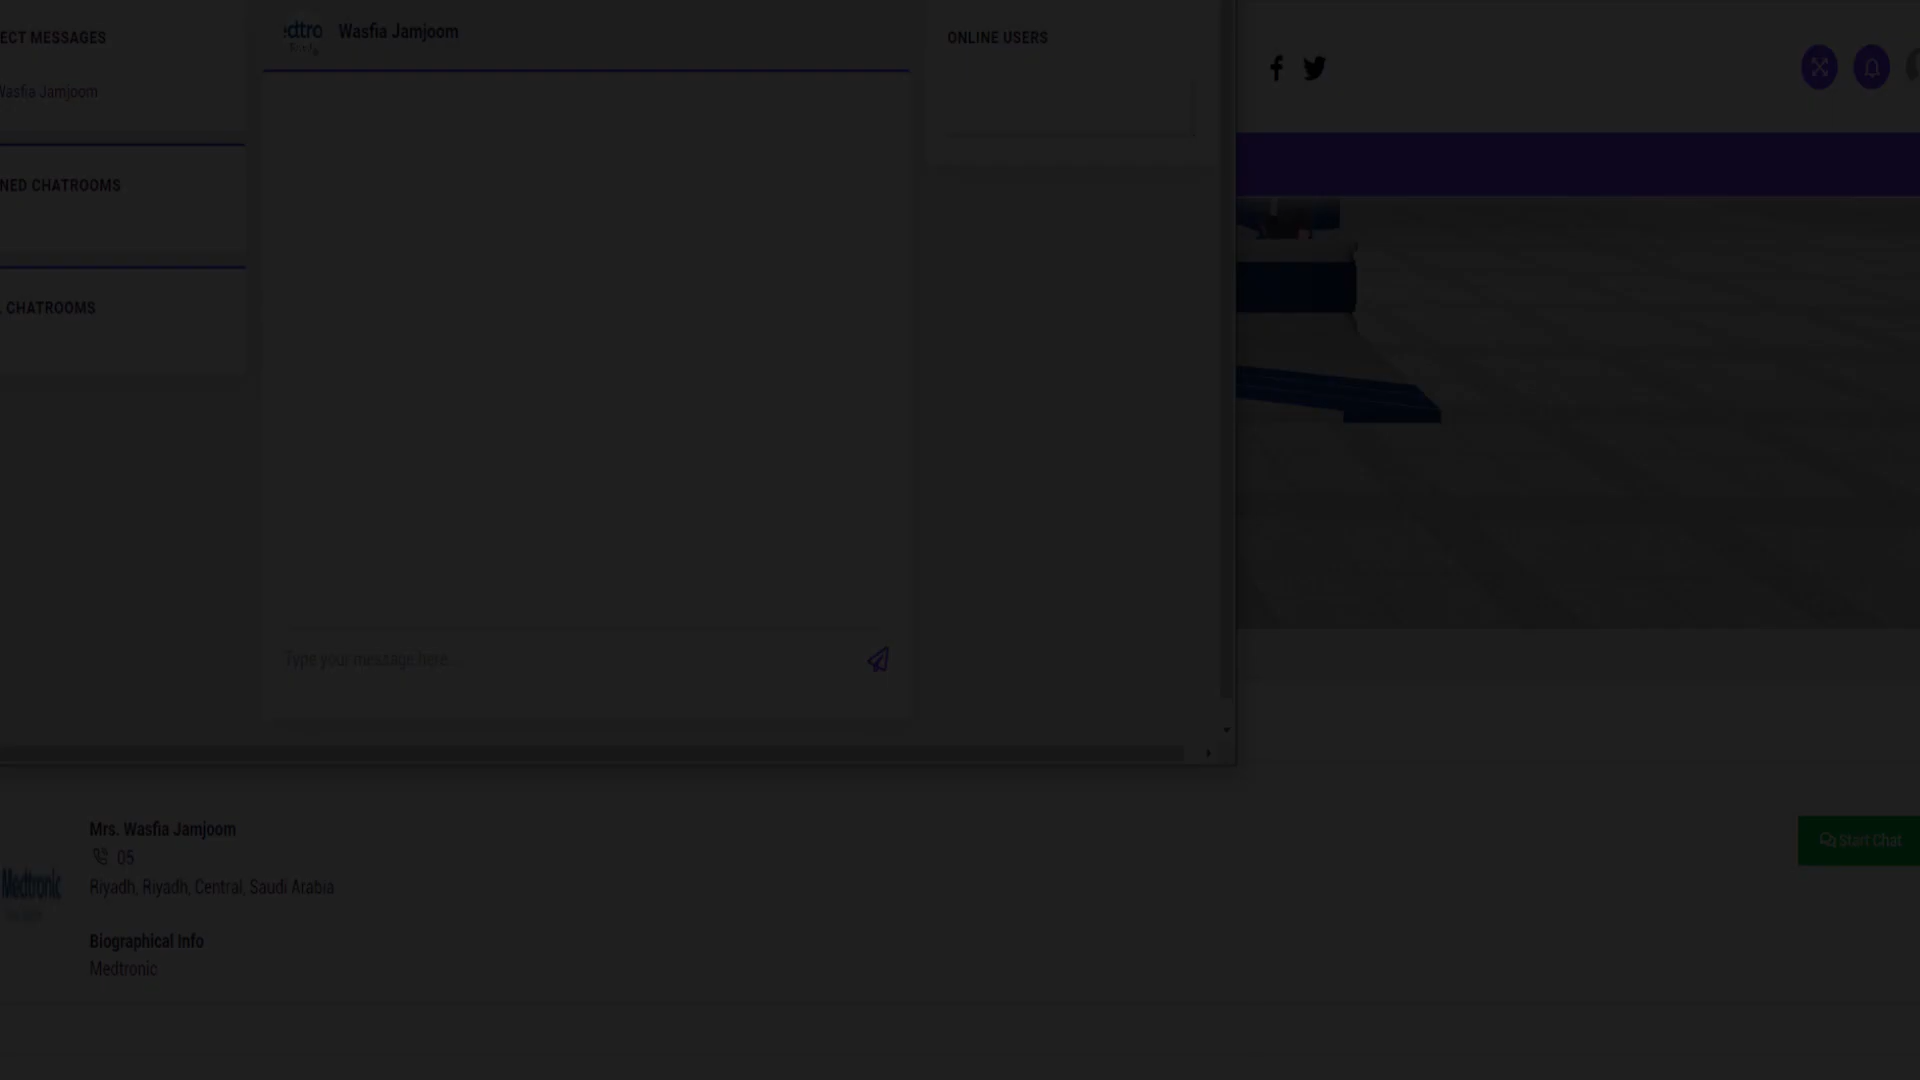 ECT MESSAGES
Wasfia Jamjoom
NED CHATROOMS
CHATROOMS
edtro
Wasfia Jamjoom
Type your message here...
ONLINE USERS
Mrs. Wasfia Jamjoom
05
Riyadh, Riyadh, Central, Saudi Arabia
Medtronic
Biographical Info
Medtronic
Start Chat